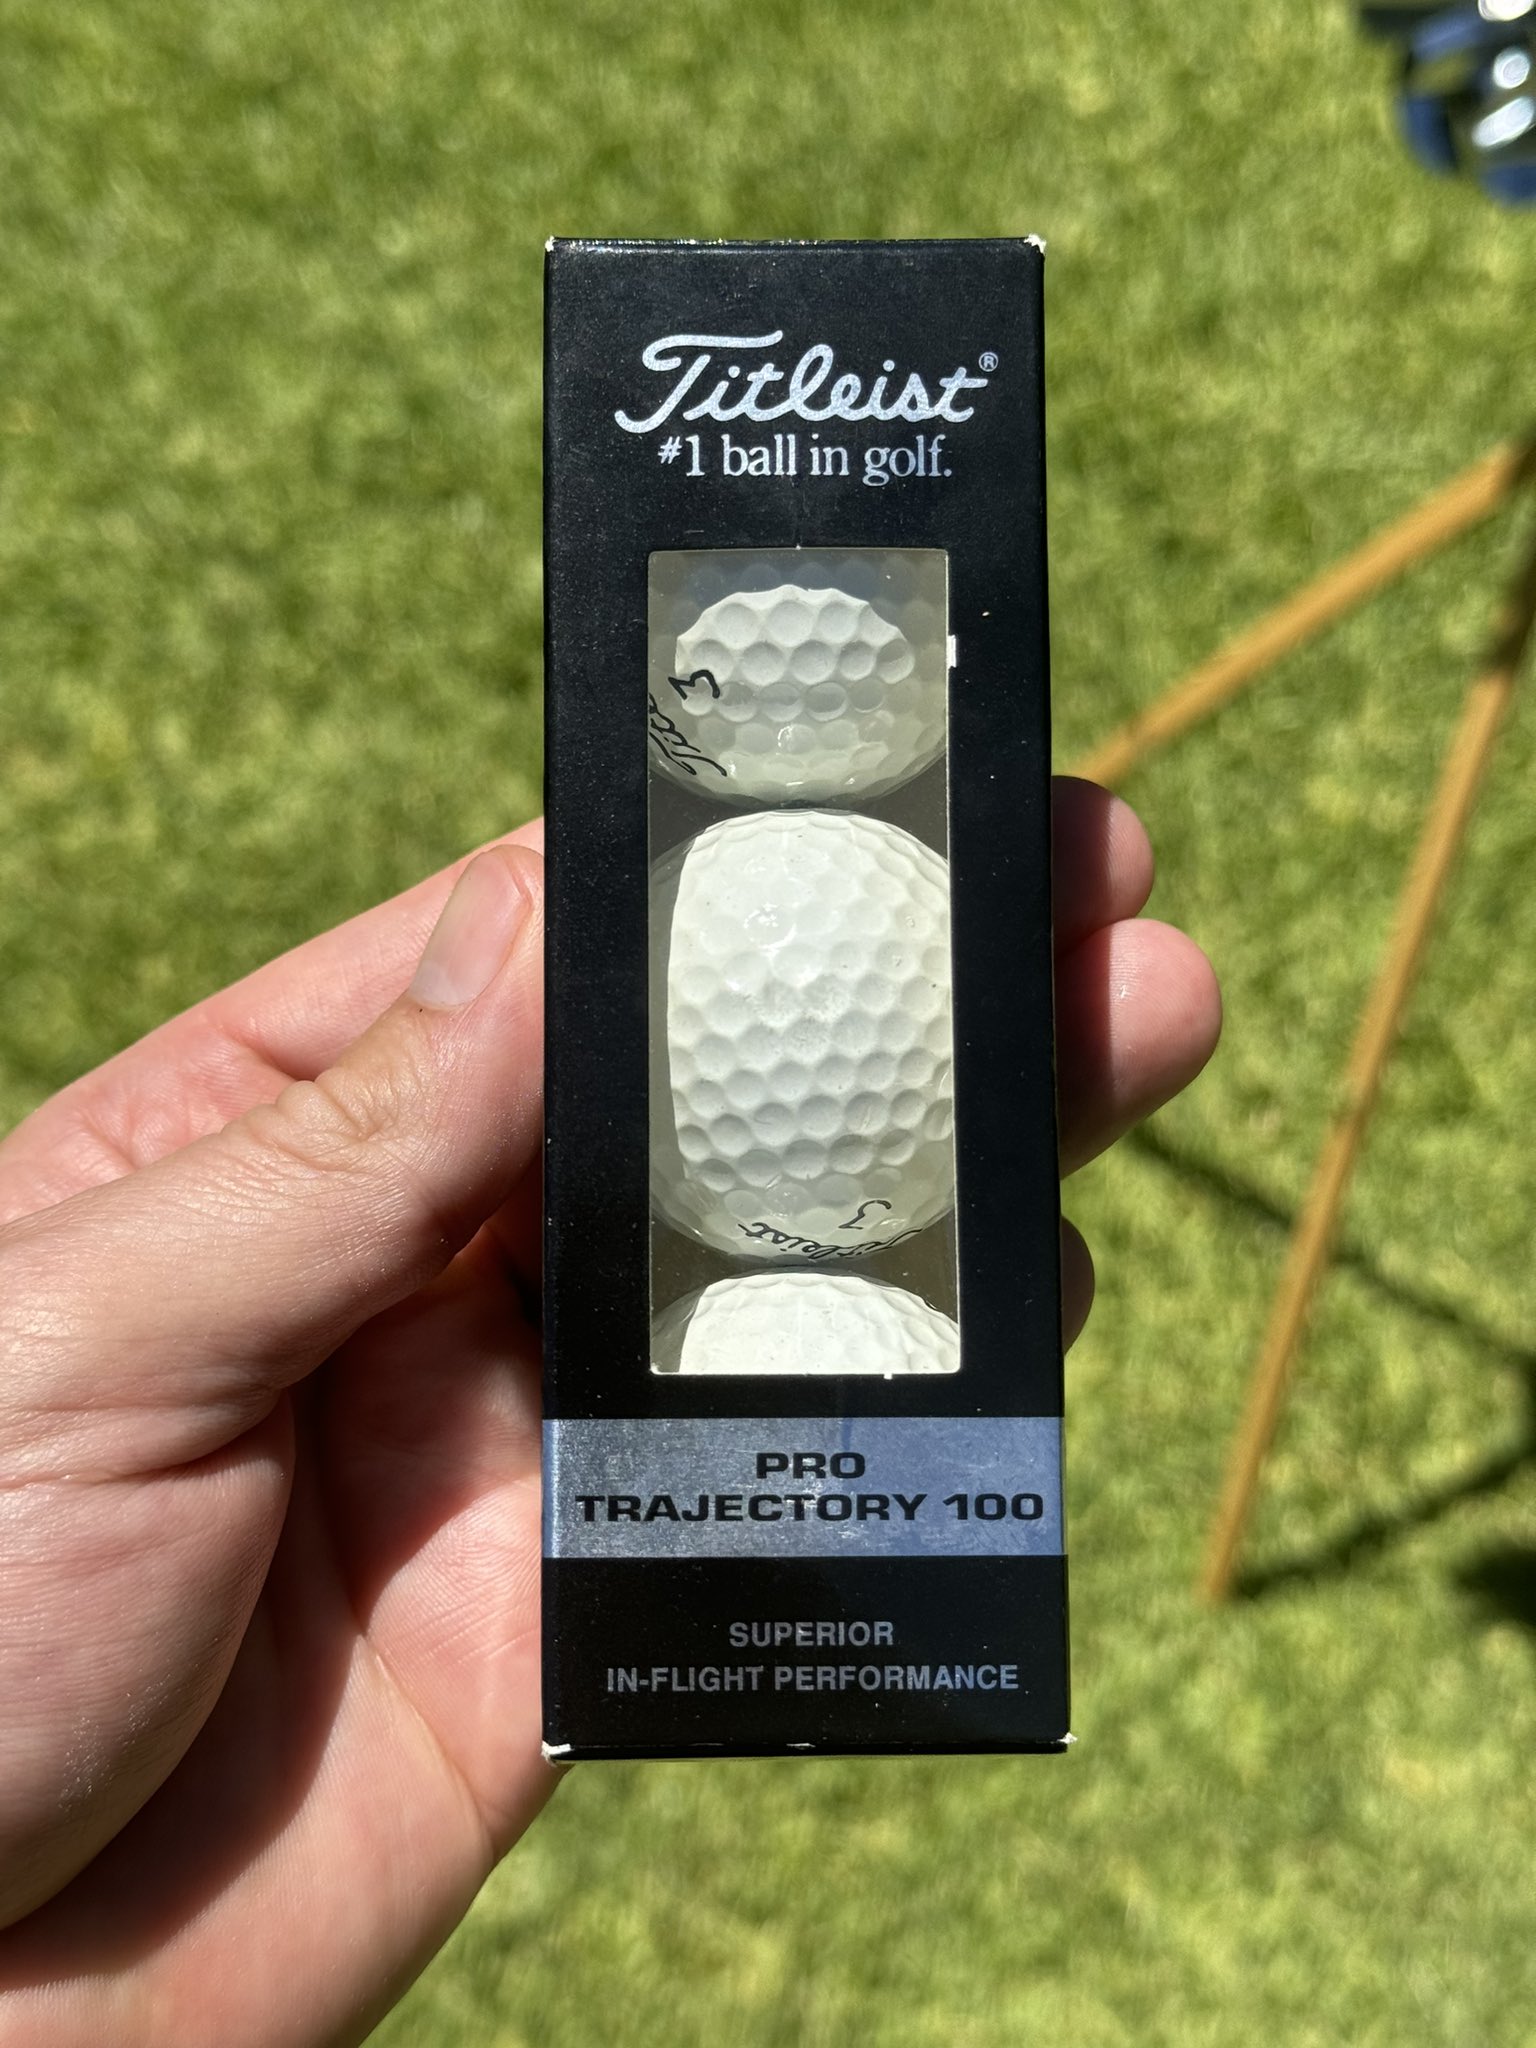 Titleist®
#1 ball in golf.
3
3
Titleist
PRO
TRAJECTORY 100
SUPERIOR
IN-FLIGHT PERFORMANCE